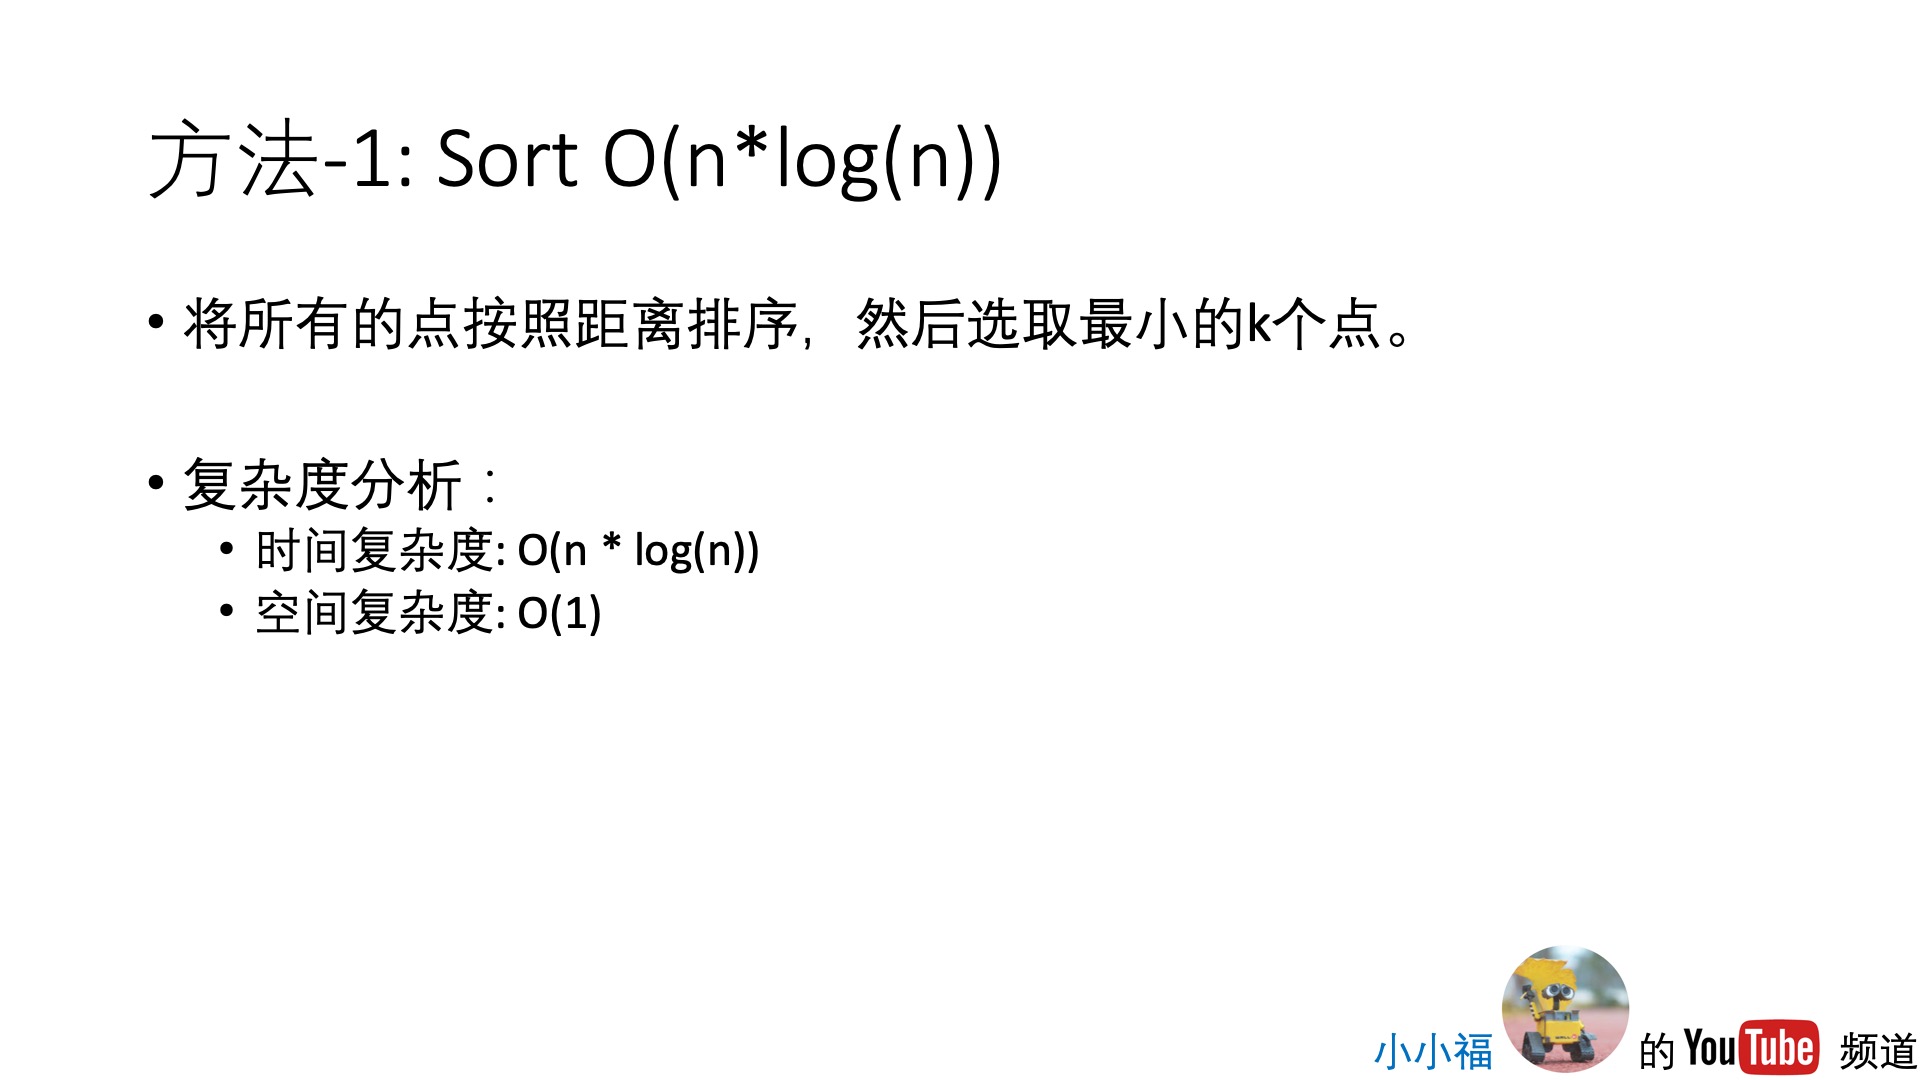 方法-1: Sort O(n*log(n))
• 将所有的点按照距离排序，然后选取最小的k个点。
• 复杂度分析：
• 时间复杂度: O(n * log(n))
• 空间复杂度: O(1)
小小福 的 YouTube 频道